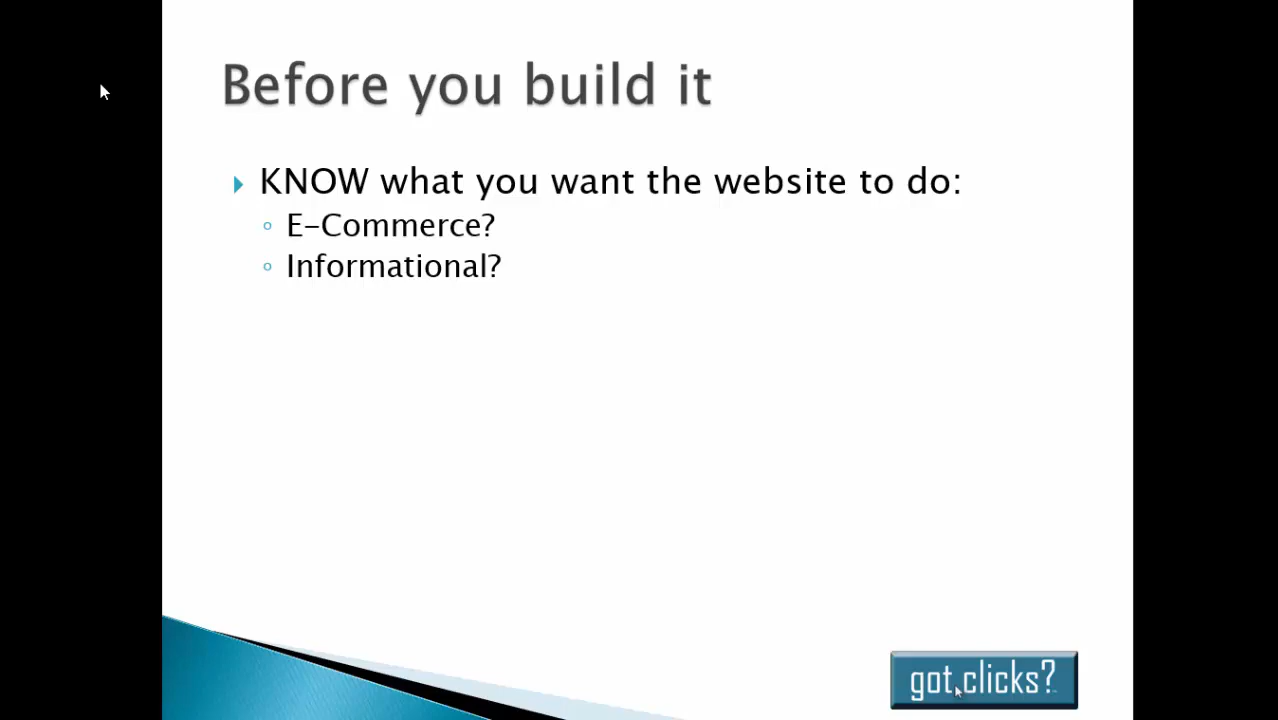 Before you build it
KNOW what you want the website to do:
E-Commerce?
Informational?
got clicks?